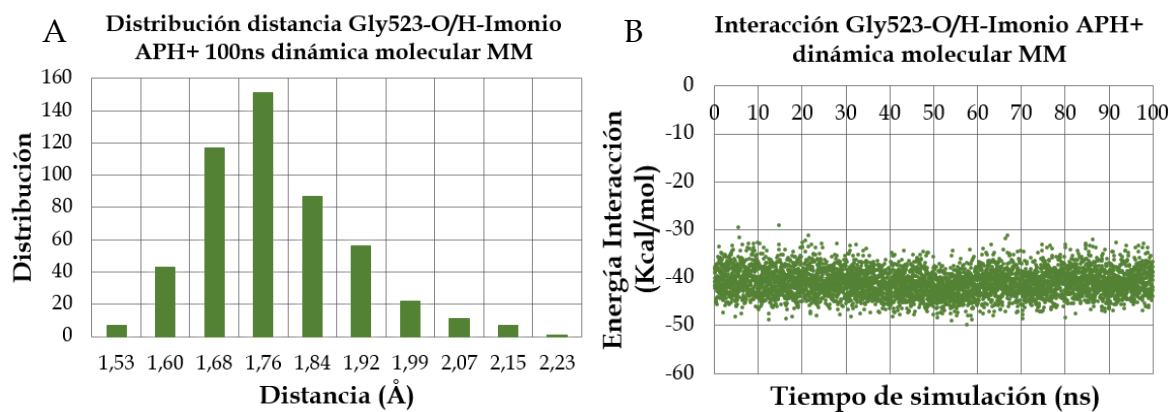 A
Distribución distancia Gly523-O/H-Imonio
APH+ 100ns dinámica molecular MM
160
140
120
100
80
60
40
20
0
Distribución
1,53 1,60 1,68 1,76 1,84 1,92 1,99 2,07 2,15 2,23
Distancia (Å)
B
Interacción Gly523-O/H-Imonio APH+
dinámica molecular MM
0
0 10 20 30 40 50 60 70 80 90 100
-10
-20
-30
-40
-50
-60
Energía Interacción
(Kcal/mol)
Tiempo de simulación (ns)